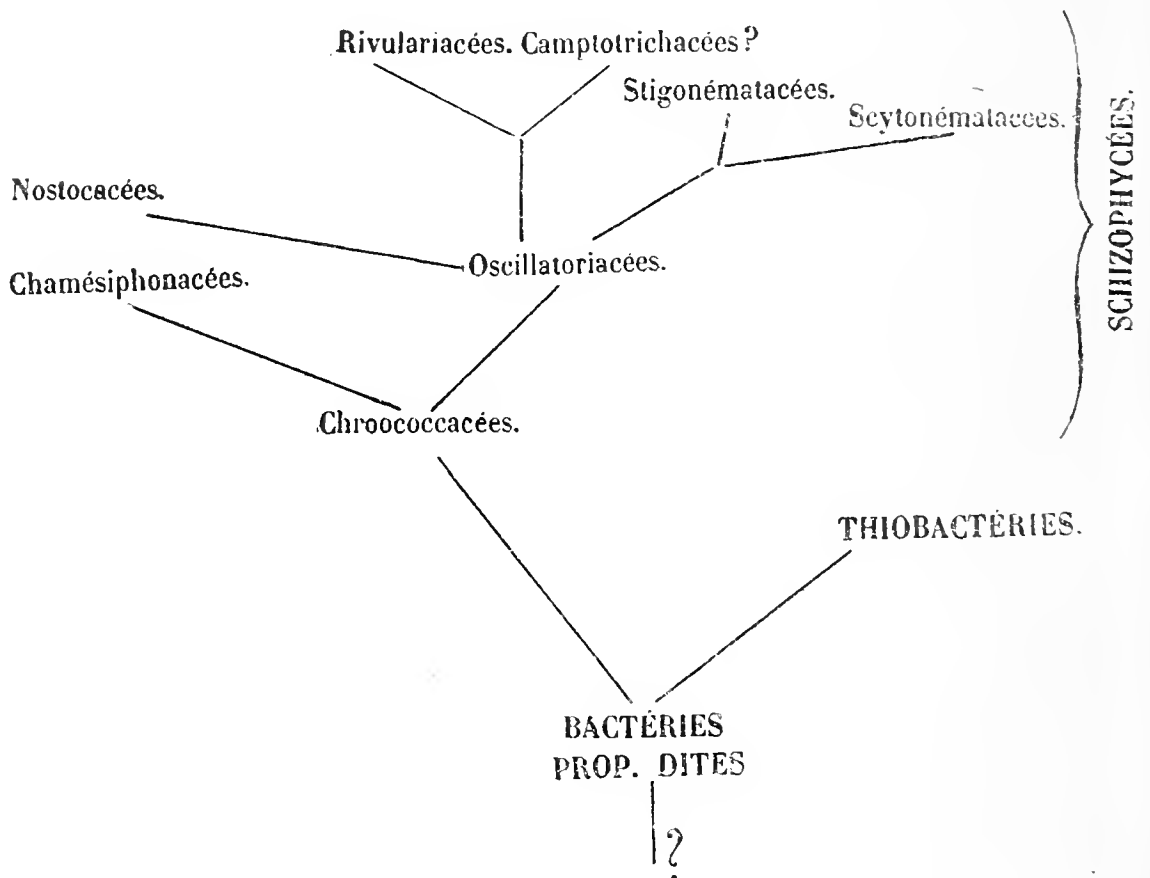 Rivulariacées. Camptotrichacées?
Stigonématacées.
Scytonématacées.
SCHIZOPHYCÉES.
Nostocacées.
Oscillatoriacées.
Chamésiphonacées.
Chroococcacées.
THIOBACTÉRIES.
BACTÉRIES
PROP. DITES
?